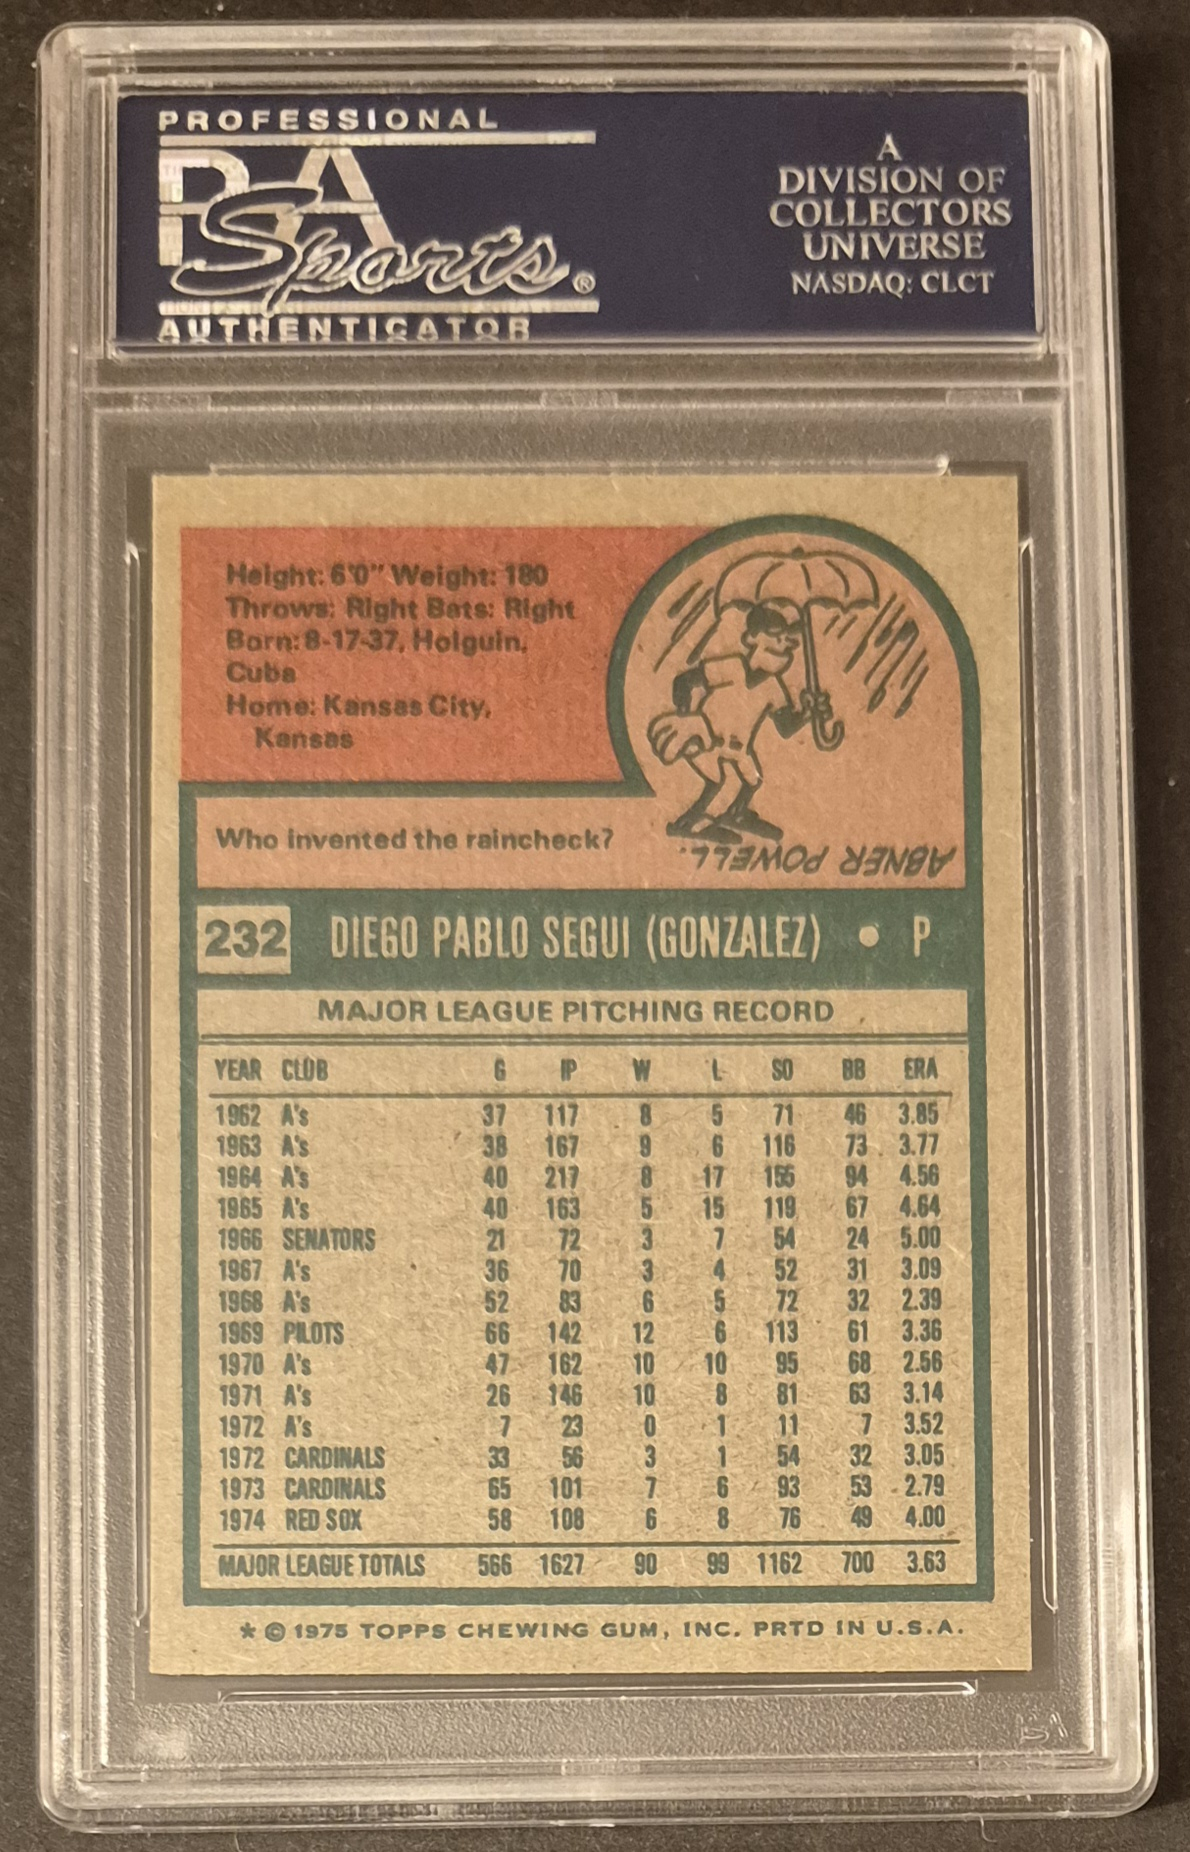 PROFESSIONAL
PSA
Sports®
AUTHENTICATOR
A
DIVISION OF
COLLECTORS
UNIVERSE
NASDAQ: CLCT
Height: 6'0" Weight: 180
Throws: Right Bats: Right
Born: 8-17-37, Holguin,
Cuba
Home: Kansas City,
Kansas
Who invented the raincheck?
ABNER POWELL.
232 DIEGO PABLO SEGUI (GONZALEZ) • P
MAJOR LEAGUE PITCHING RECORD
YEAR CLUB G IP W L SO BB ERA
1962 A's 37 117 8 5 71 46 3.85
1963 A's 38 167 9 6 116 73 3.77
1964 A's 40 217 8 17 155 94 4.56
1965 A's 40 163 5 15 119 67 4.64
1966 SENATORS 21 72 3 7 54 24 5.00
1967 A's 36 70 3 4 52 31 3.09
1968 A's 52 83 6 5 72 32 2.39
1969 PILOTS 66 142 12 6 113 61 3.36
1970 A's 47 162 10 10 95 68 2.56
1971 A's 26 146 10 8 81 63 3.14
1972 A's 7 23 0 1 11 7 3.52
1972 CARDINALS 33 56 3 1 54 32 3.05
1973 CARDINALS 65 101 7 6 93 53 2.79
1974 RED SOX 58 108 6 8 76 49 4.00
MAJOR LEAGUE TOTALS 566 1627 90 99 1162 700 3.63
* © 1975 TOPPS CHEWING GUM, INC. PRTD IN U.S.A.